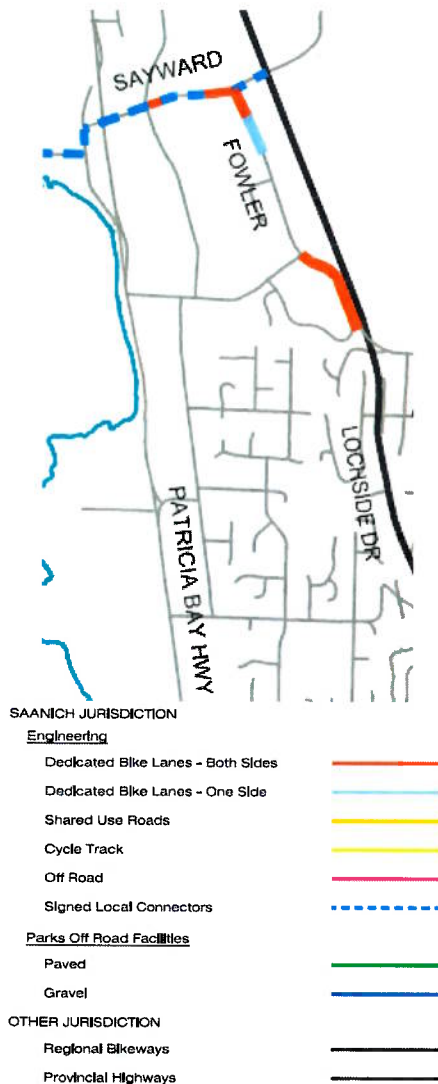 SAYWARD
FOWLER
LOCHSIDE DR
PATRICIA BAY HWY
SAANICH JURISDICTION
Engineering
Dedicated Bike Lanes - Both Sides
Dedicated Bike Lanes - One Side
Shared Use Roads
Cycle Track
Off Road
Signed Local Connectors
Parks Off Road Facilities
Paved
Gravel
OTHER JURISDICTION
Regional Bikeways
Provincial Highways